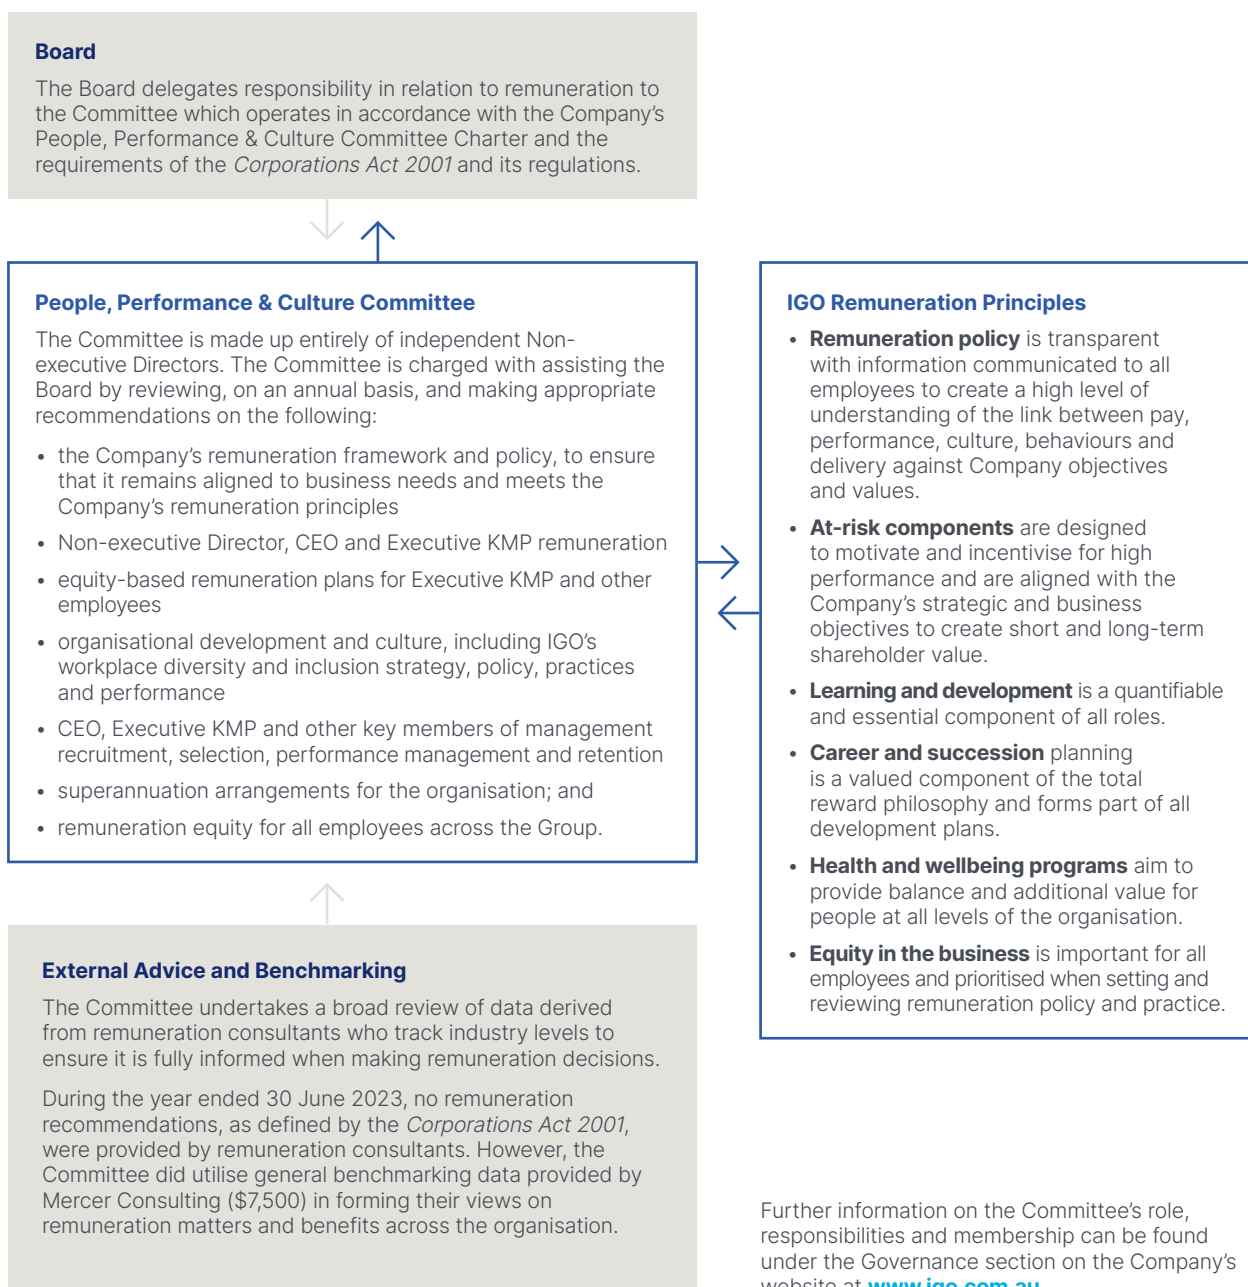 Board
The Board delegates responsibility in relation to remuneration to
the Committee which operates in accordance with the Company’s
People, Performance & Culture Committee Charter and the
requirements of the Corporations Act 2001 and its regulations.
People, Performance & Culture Committee
The Committee is made up entirely of independent Non-
executive Directors. The Committee is charged with assisting the
Board by reviewing, on an annual basis, and making appropriate
recommendations on the following:
• the Company’s remuneration framework and policy, to ensure
that it remains aligned to business needs and meets the
Company’s remuneration principles
• Non-executive Director, CEO and Executive KMP remuneration
• equity-based remuneration plans for Executive KMP and other
employees
• organisational development and culture, including IGO’s
workplace diversity and inclusion strategy, policy, practices
and performance
• CEO, Executive KMP and other key members of management
recruitment, selection, performance management and retention
• superannuation arrangements for the organisation; and
• remuneration equity for all employees across the Group.
IGO Remuneration Principles
• Remuneration policy is transparent
with information communicated to all
employees to create a high level of
understanding of the link between pay,
performance, culture, behaviours and
delivery against Company objectives
and values.
• At-risk components are designed
to motivate and incentivise for high
performance and are aligned with the
Company’s strategic and business
objectives to create short and long-term
shareholder value.
• Learning and development is a quantifiable
and essential component of all roles.
• Career and succession planning
is a valued component of the total
reward philosophy and forms part of all
development plans.
• Health and wellbeing programs aim to
provide balance and additional value for
people at all levels of the organisation.
• Equity in the business is important for all
employees and prioritised when setting and
reviewing remuneration policy and practice.
External Advice and Benchmarking
The Committee undertakes a broad review of data derived
from remuneration consultants who track industry levels to
ensure it is fully informed when making remuneration decisions.
During the year ended 30 June 2023, no remuneration
recommendations, as defined by the Corporations Act 2001,
were provided by remuneration consultants. However, the
Committee did utilise general benchmarking data provided by
Mercer Consulting ($7,500) in forming their views on
remuneration matters and benefits across the organisation.
Further information on the Committee’s role,
responsibilities and membership can be found
under the Governance section on the Company’s
website at www.igo.com.au